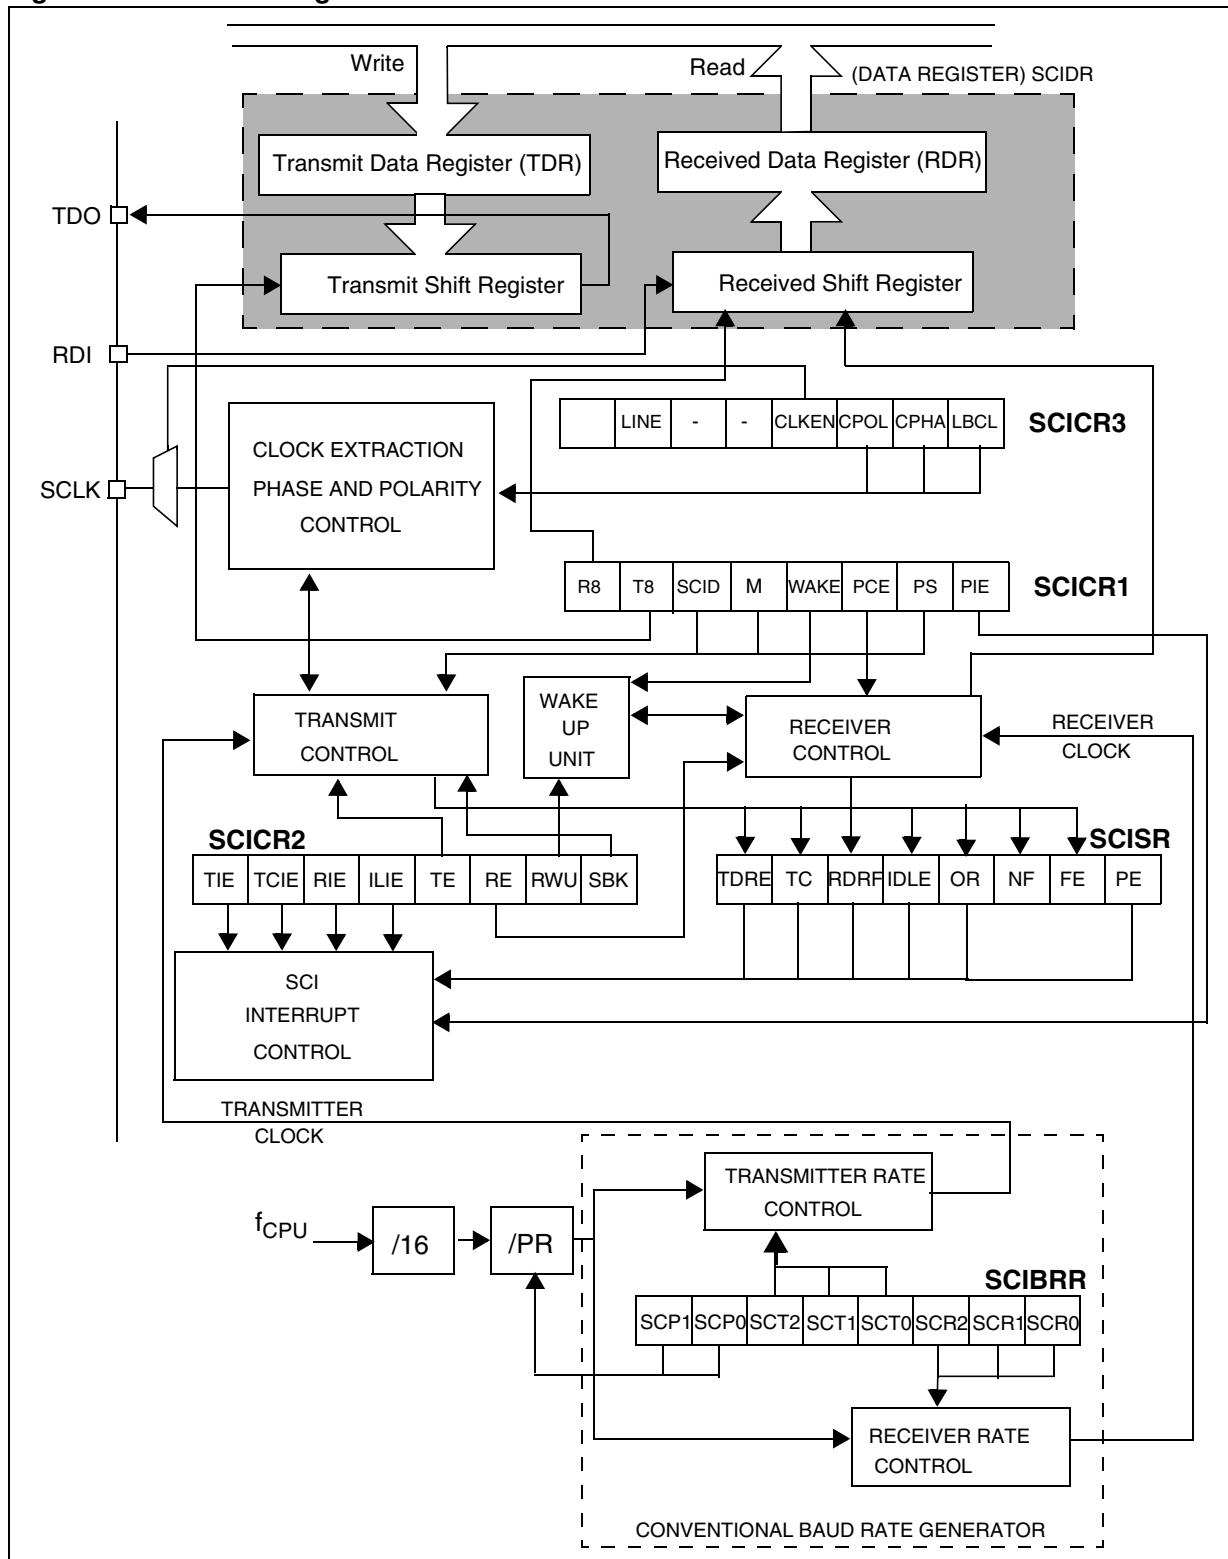 Write
Read
(DATA REGISTER) SCIDR
Transmit Data Register (TDR)
Received Data Register (RDR)
TDO
Transmit Shift Register
Received Shift Register
RDI
LINE - - CLKEN CPOL CPHA LBCL SCICR3
CLOCK EXTRACTION
PHASE AND POLARITY
CONTROL
SCLK
R8 T8 SCID M WAKE PCE PS PIE SCICR1
TRANSMIT
CONTROL
WAKE
UP
UNIT
RECEIVER
CONTROL
RECEIVER
CLOCK
SCICR2
SCISR
TIE TCIE RIE ILIE TE RE RWU SBK
TDRE TC RDRF IDLE OR NF FE PE
SCI
INTERRUPT
CONTROL
TRANSMITTER
CLOCK
TRANSMITTER RATE
CONTROL
fCPU
/16
/PR
SCIBRR
SCP1 SCP0 SCT2 SCT1 SCT0 SCR2 SCR1 SCR0
RECEIVER RATE
CONTROL
CONVENTIONAL BAUD RATE GENERATOR